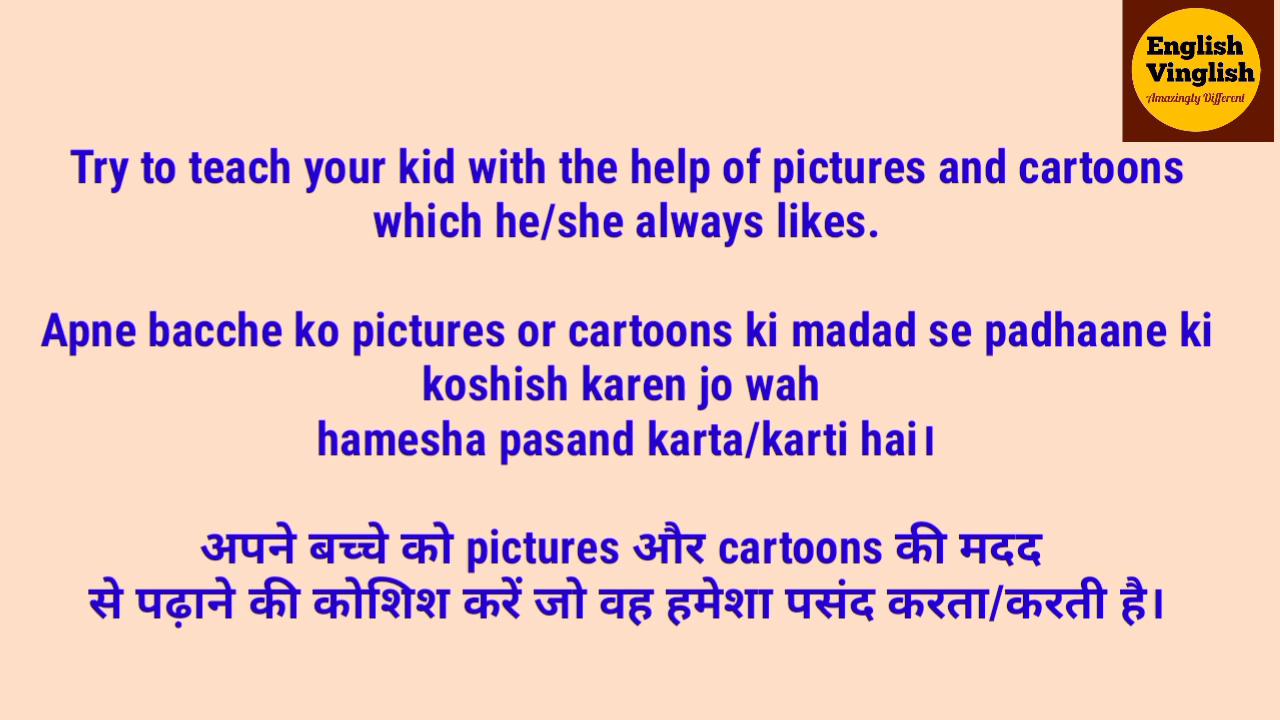 English
Vinglish
Amazingly Different
Try to teach your kid with the help of pictures and cartoons
which he/she always likes.
Apne bacche ko pictures or cartoons ki madad se padhaane ki
koshish karen jo wah
hamesha pasand karta/karti hai।
अपने बच्चे को pictures और cartoons की मदद
से पढ़ाने की कोशिश करें जो वह हमेशा पसंद करता/करती है।